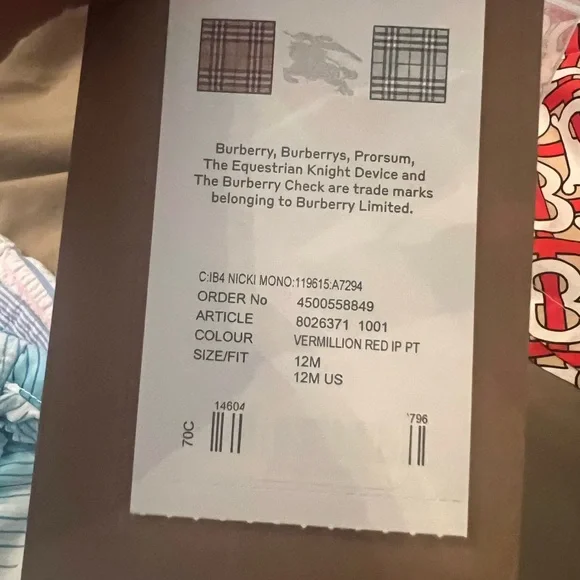 Burberry, Burberrys, Prorsum,
The Equestrian Knight Device and
The Burberry Check are trade marks
belonging to Burberry Limited.
C:IB4 NICKI MONO:119615:A7294
ORDER No 4500558849
ARTICLE 8026371 1001
COLOUR VERMILLION RED IP PT
SIZE/FIT 12M
12M US
14604
796
70C